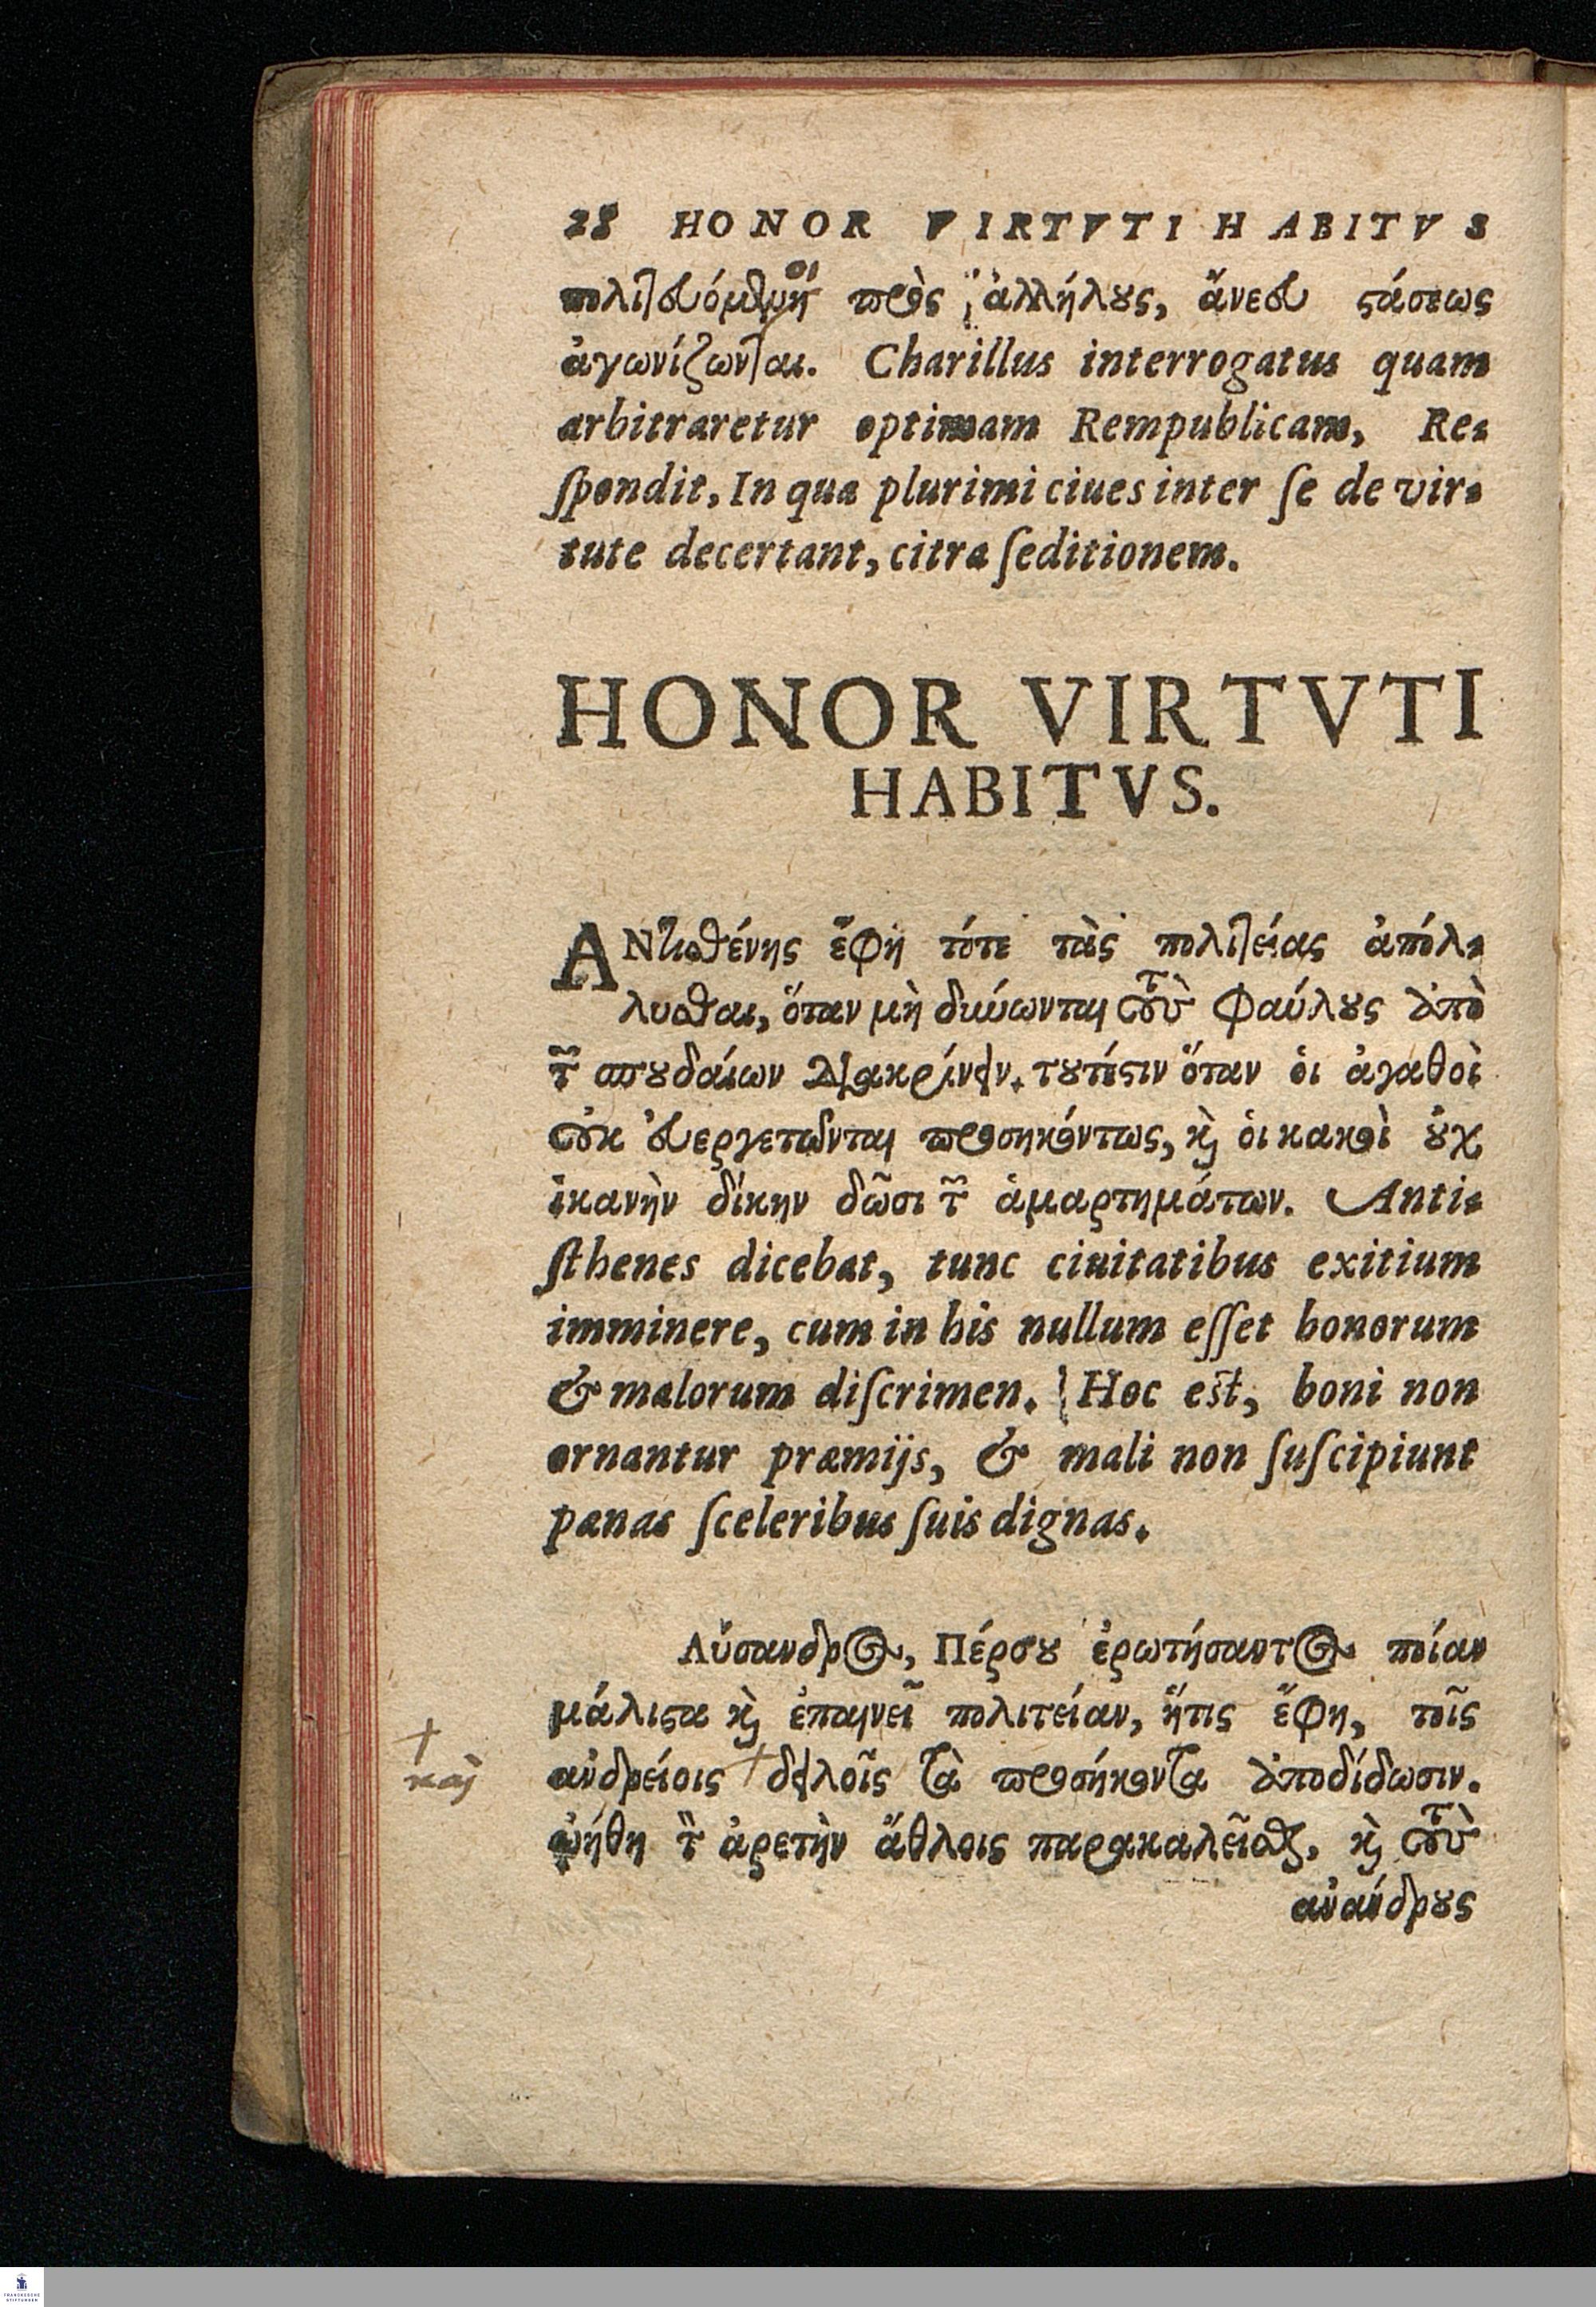 28 HONOR VIRTVTI HABITVS
πολιτευόμενοι πρὸς ἀλλήλους, ἄνευ στάσεως
ἀγωνίζωνται. Charillus interrogatus quam
arbitraretur optimam Rempublicam, Re-
ſpondit, In qua plurimi ciues inter ſe de vir-
tute decertant, citra ſeditionem.
HONOR VIRTVTI
HABITVS.
ΑΝτισθένης ἔφη τότε τὰς πολιτείας ἀπόλ-
λυσθαι, ὅταν μὴ δύνωνται τοὺς φαύλους ἀπὸ
τῶν σπουδαίων διακρίνειν. τουτέστιν ὅταν οἱ ἀγαθοὶ
οὐκ εὐεργετῶνται προσηκόντως, καὶ οἱ κακοὶ οὐχ
ἱκανὴν δίκην δῶσι τῶν ἁμαρτημάτων. Anti-
ſthenes dicebat, tunc ciuitatibus exitium
imminere, cum in his nullum eſſet bonorum
& malorum diſcrimen. Hoc est, boni non
ornantur præmijs, & mali non ſuſcipiunt
pœnas ſceleribus ſuis dignas.
Λύσανδρος, Πέρσου ἐρωτήσαντος ποίαν
μάλιστα καὶ ἐπαινεῖ πολιτείαν, ἥτις ἔφη, τοῖς
ἀνδρείοις † δειλοῖς τὰ προσήκοντα ἀποδίδωσιν.
† καὶ
ᾠήθη τὴν ἀρετὴν ἄθλοις παρακαλεῖσθαι, καὶ τοὺς
ἀνάνδρους
FRANCKESCHE
STIFTUNGEN